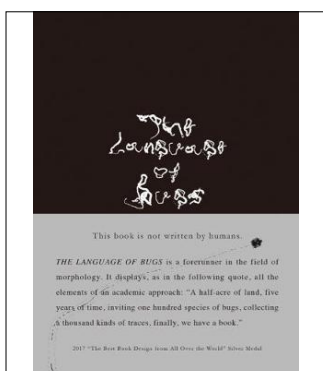 The
Language
of
Bugs
This book is not written by humans.
THE LANGUAGE OF BUGS is a forerunner in the field of
morphology. It displays, as in the following quote, all the
elements of an academic approach: "A half-acre of land, five
years of time, inviting one hundred species of bugs, collecting
a thousand kinds of traces, finally, we have a book."
2017 "The Best Book Design from All Over the World" Silver Medal